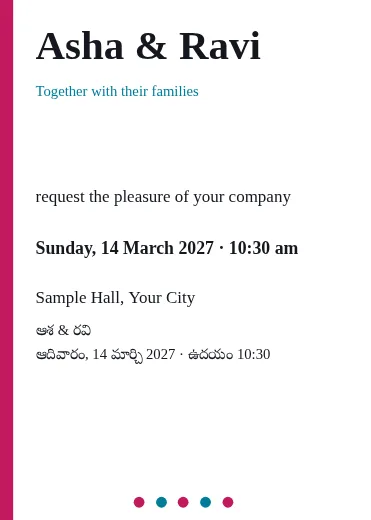 Asha & Ravi
Together with their families
request the pleasure of your company
Sunday, 14 March 2027 · 10:30 am
Sample Hall, Your City
ఆశ & రవి
ఆదివారం, 14 మార్చి 2027 · ఉదయం 10:30